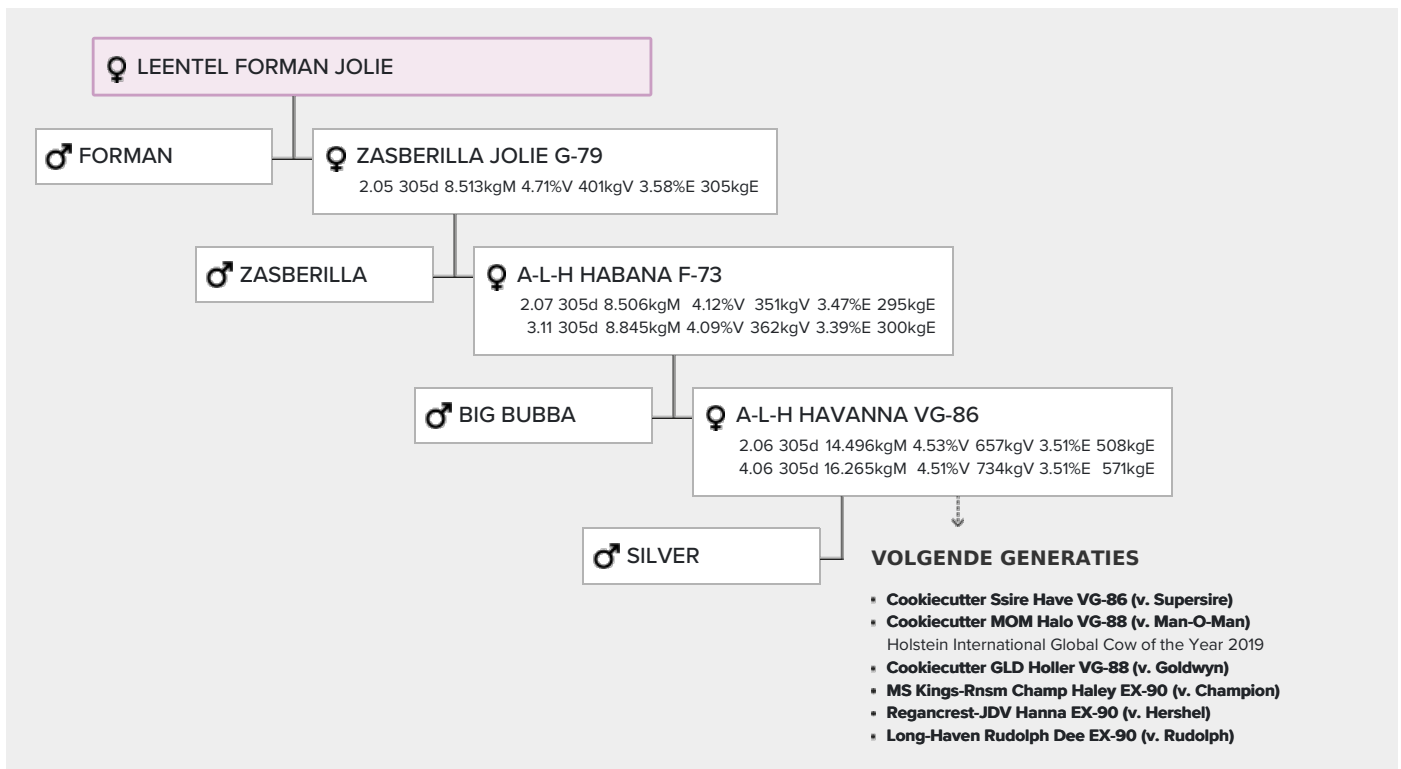 LEENTEL FORMAN JOLIE
FORMAN
ZASBERILLA JOLIE G-79
2.05 305d 8.513kgM 4.71%V 401kgV 3.58%E 305kgE
ZASBERILLA
A-L-H HABANA F-73
2.07 305d 8.506kgM 4.12%V 351kgV 3.47%E 295kgE
3.11 305d 8.845kgM 4.09%V 362kgV 3.39%E 300kgE
BIG BUBBA
A-L-H HAVANNA VG-86
2.06 305d 14.496kgM 4.53%V 657kgV 3.51%E 508kgE
4.06 305d 16.265kgM 4.51%V 734kgV 3.51%E 571kgE
SILVER
VOLGENDE GENERATIES
▪ Cookiecutter Ssire Have VG-86 (v. Supersire)
▪ Cookiecutter MOM Halo VG-88 (v. Man-O-Man)
Holstein International Global Cow of the Year 2019
▪ Cookiecutter GLD Holler VG-88 (v. Goldwyn)
▪ MS Kings-Rnsm Champ Haley EX-90 (v. Champion)
▪ Regancrest-JDV Hanna EX-90 (v. Hershel)
▪ Long-Haven Rudolph Dee EX-90 (v. Rudolph)